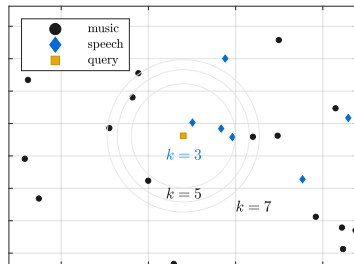 music
speech
query
k = 3
k = 5
k = 7